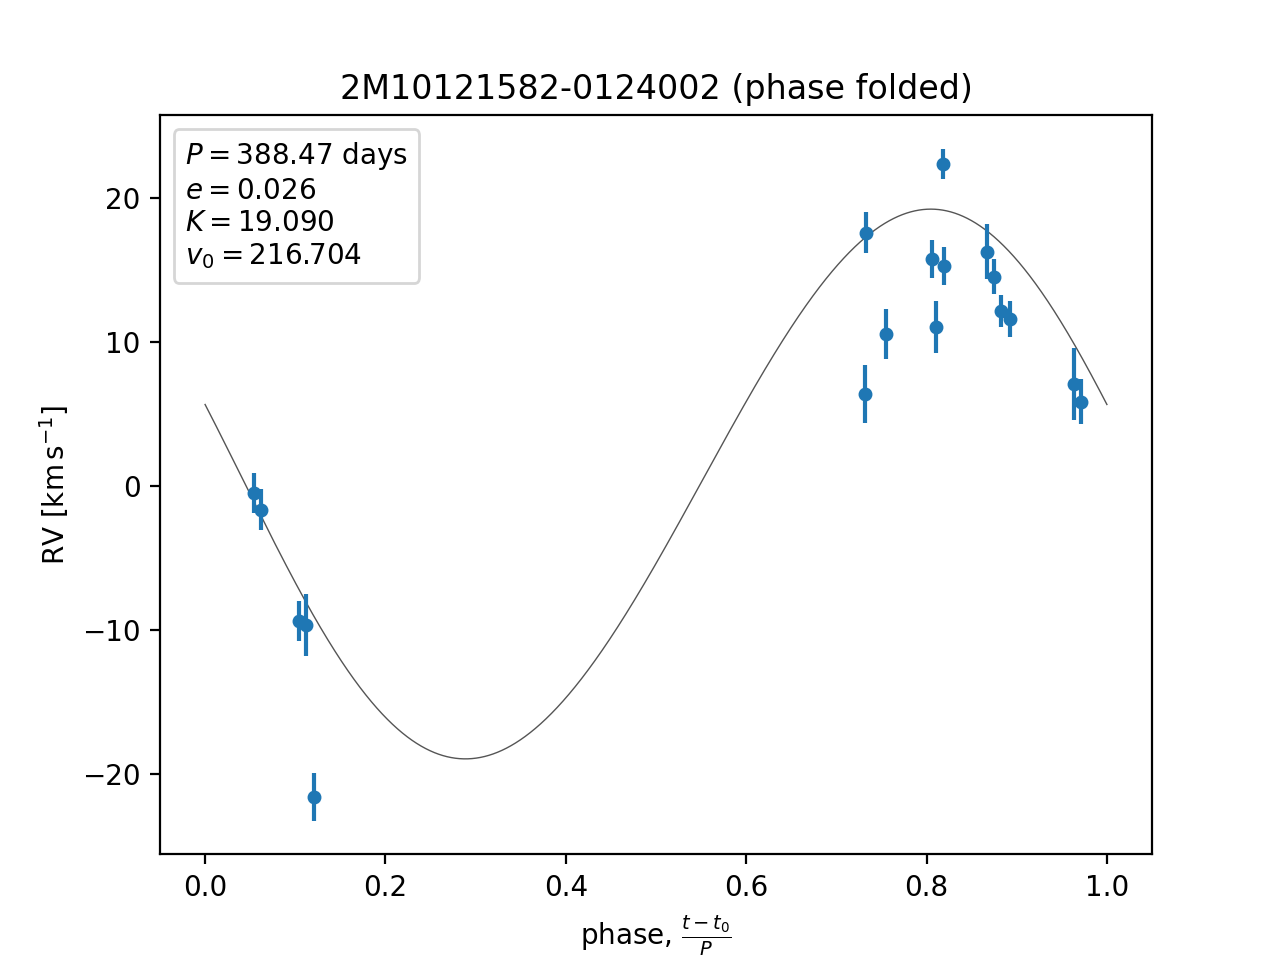 2M10121582-0124002 (phase folded)
P = 388.47 days
e = 0.026
K = 19.090
v₀ = 216.704
20
10
0
−10
−20
RV [km s⁻¹]
0.0 0.2 0.4 0.6 0.8 1.0
phase, (t − t₀)/P